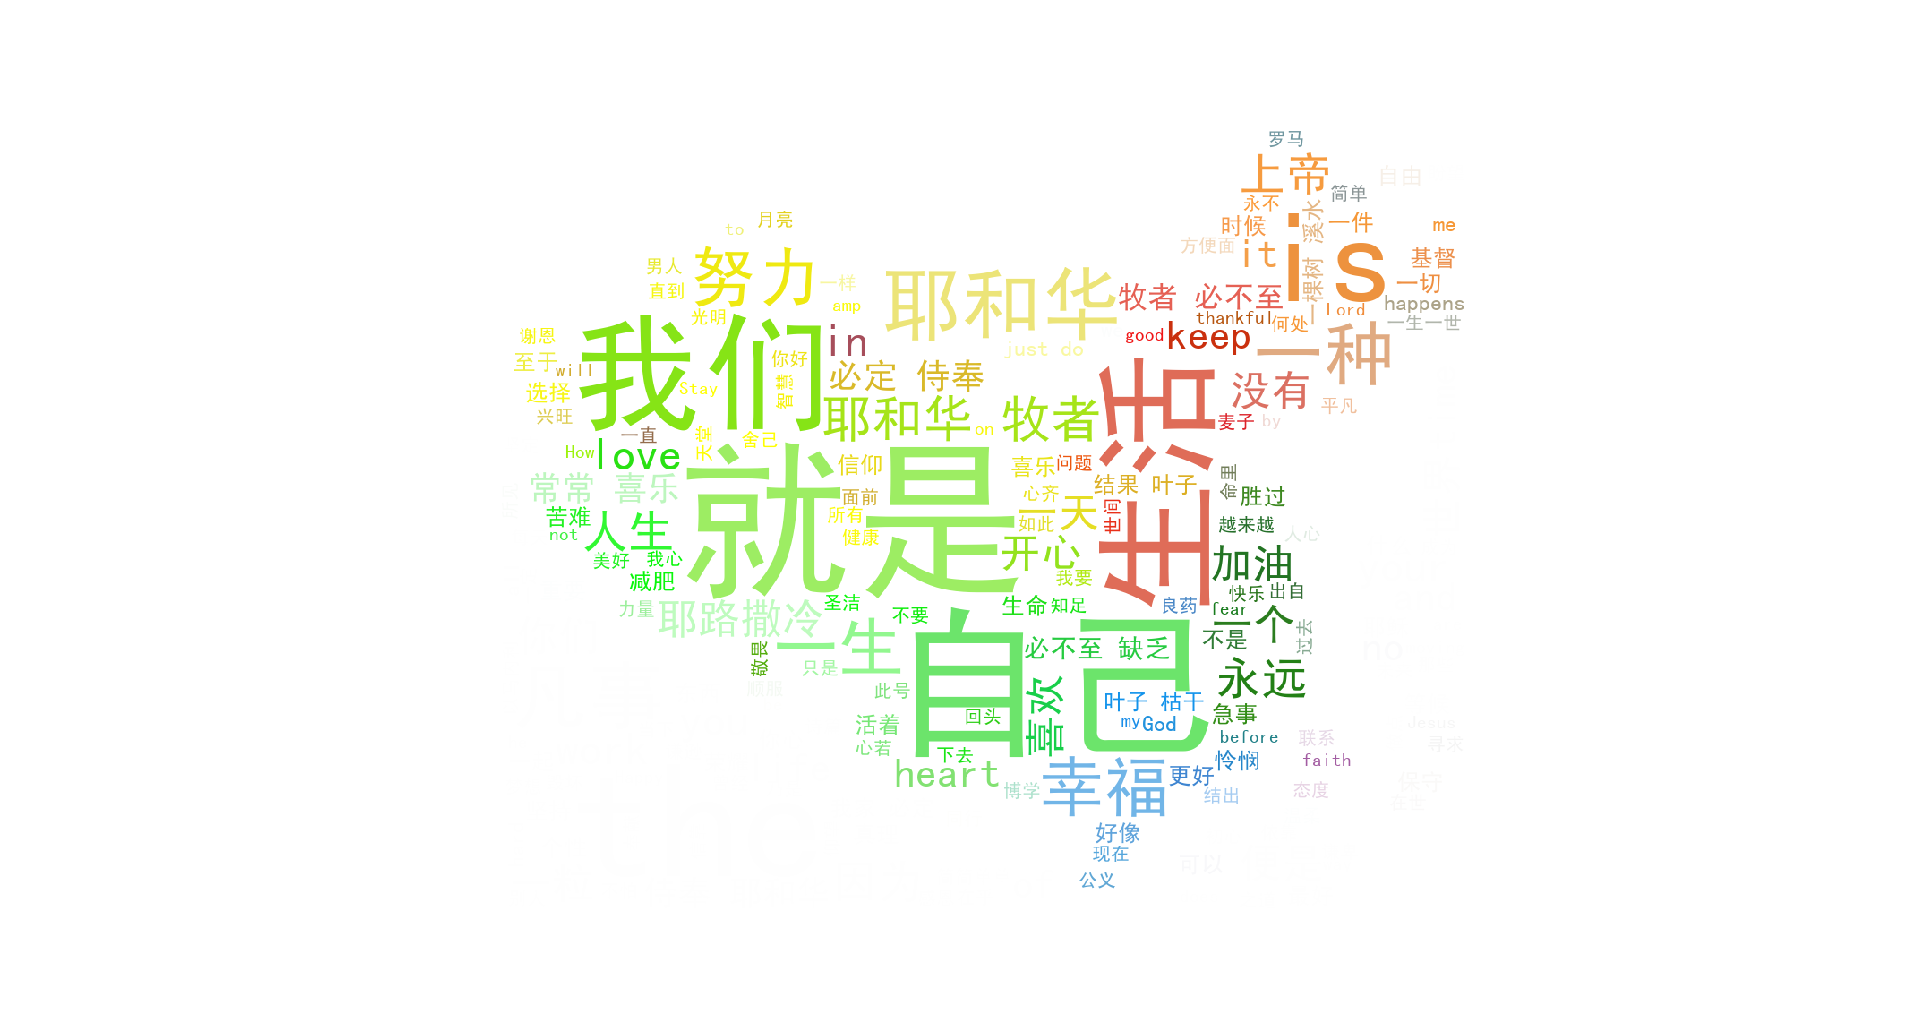 罗马
上帝
自由
简单
永不
溪水
is
月亮
to
时候
一件
me
方便面
it
基督
男人
努力
一样
耶和华
牧者 必不至
一棵树
一切
直到
amp
happens
光明
我们
thankful
何处
Lord
一生一世
谢恩
in
good
keep
一种
just do
至于
will
你好
必定 侍奉
生活
没有
选择
Stay
智慧
兴旺
耶和华 牧者
平凡
麦子
by
一直
天堂
舍己
on
How
love
就是
信仰
喜乐
问题
常常 喜乐
面前
心齐
结果 叶子
胜过
苦难
人生
所有
如此
一天
世间
越来越
人心
not
健康
开心
美好
我心
减肥
我要
加油
快乐
出自
力量
耶路撒冷
圣洁
不要
生命
知足
良药
fear
一个
过去
一生
自己
必不至 缺乏
不是
no
敬畏
只是
永远
顺服
此号
喜欢
叶子 枯干
活着
回头
my
God
急事
Jesus
心若
下去
before
联系
寻求
heart
怜悯
faith
博学
幸福
更好
结出
态度
保守
the
好像
现在
可以
公义